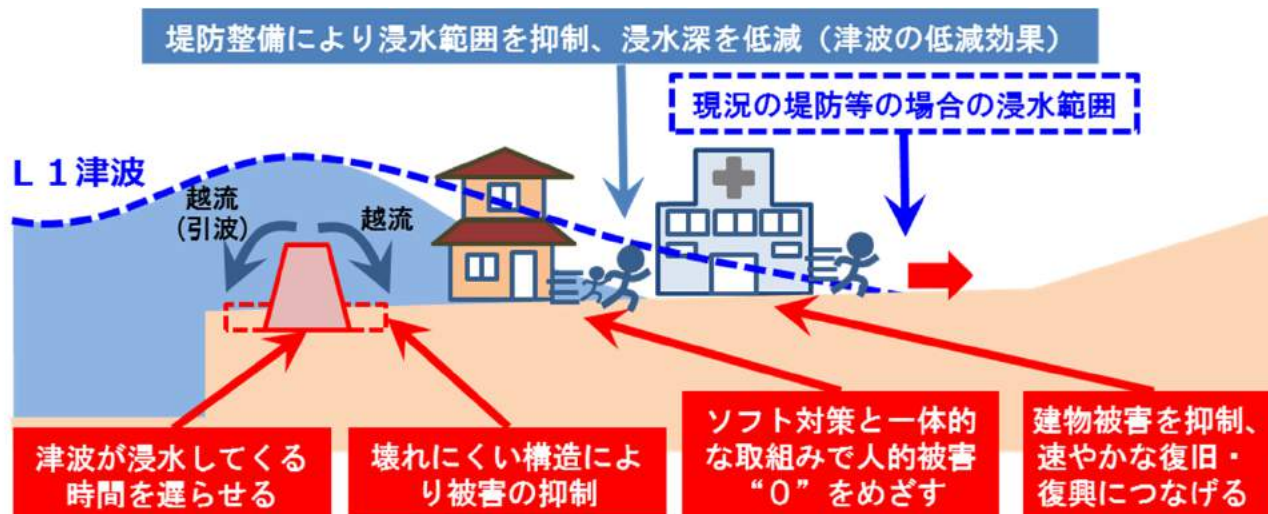 堤防整備により浸水範囲を抑制、浸水深を低減（津波の低減効果）
現況の堤防等の場合の浸水範囲
Ｌ１津波
越流
(引波)
越流
津波が浸水してくる
時間を遅らせる
壊れにくい構造によ
り被害の抑制
ソフト対策と一体的
な取組みで人的被害
“０”をめざす
建物被害を抑制、
速やかな復旧・
復興につなげる